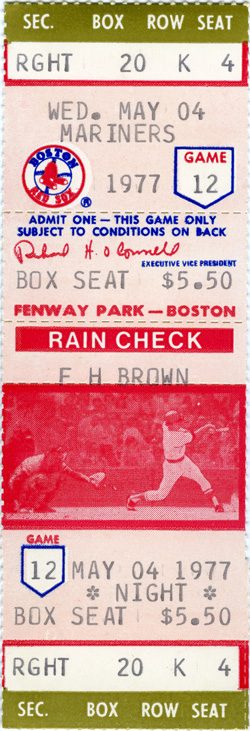 SEC. BOX ROW SEAT
RGHT 20 K 4
WED. MAY 04
MARINERS
GAME
BOSTON
RED SOX
1977 12
ADMIT ONE — THIS GAME ONLY
SUBJECT TO CONDITIONS ON BACK
Richard H. O'Connell
EXECUTIVE VICE PRESIDENT
BOX SEAT $5.50
FENWAY PARK — BOSTON
RAIN CHECK
F H BROWN
GAME
12 MAY 04 1977
* NIGHT *
BOX SEAT $5.50
RGHT 20 K 4
SEC. BOX ROW SEAT